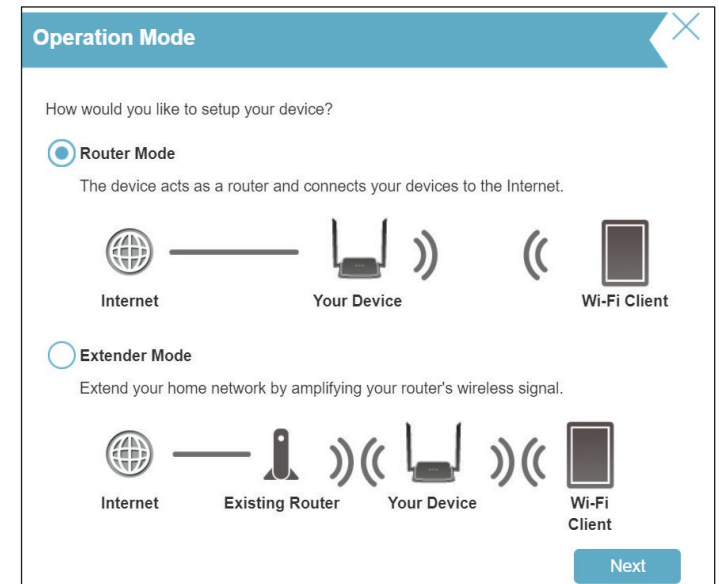 Operation Mode
How would you like to setup your device?
Router Mode
The device acts as a router and connects your devices to the Internet.
Internet
Your Device
Wi-Fi Client
Extender Mode
Extend your home network by amplifying your router's wireless signal.
Internet
Existing Router
Your Device
Wi-Fi
Client
Next